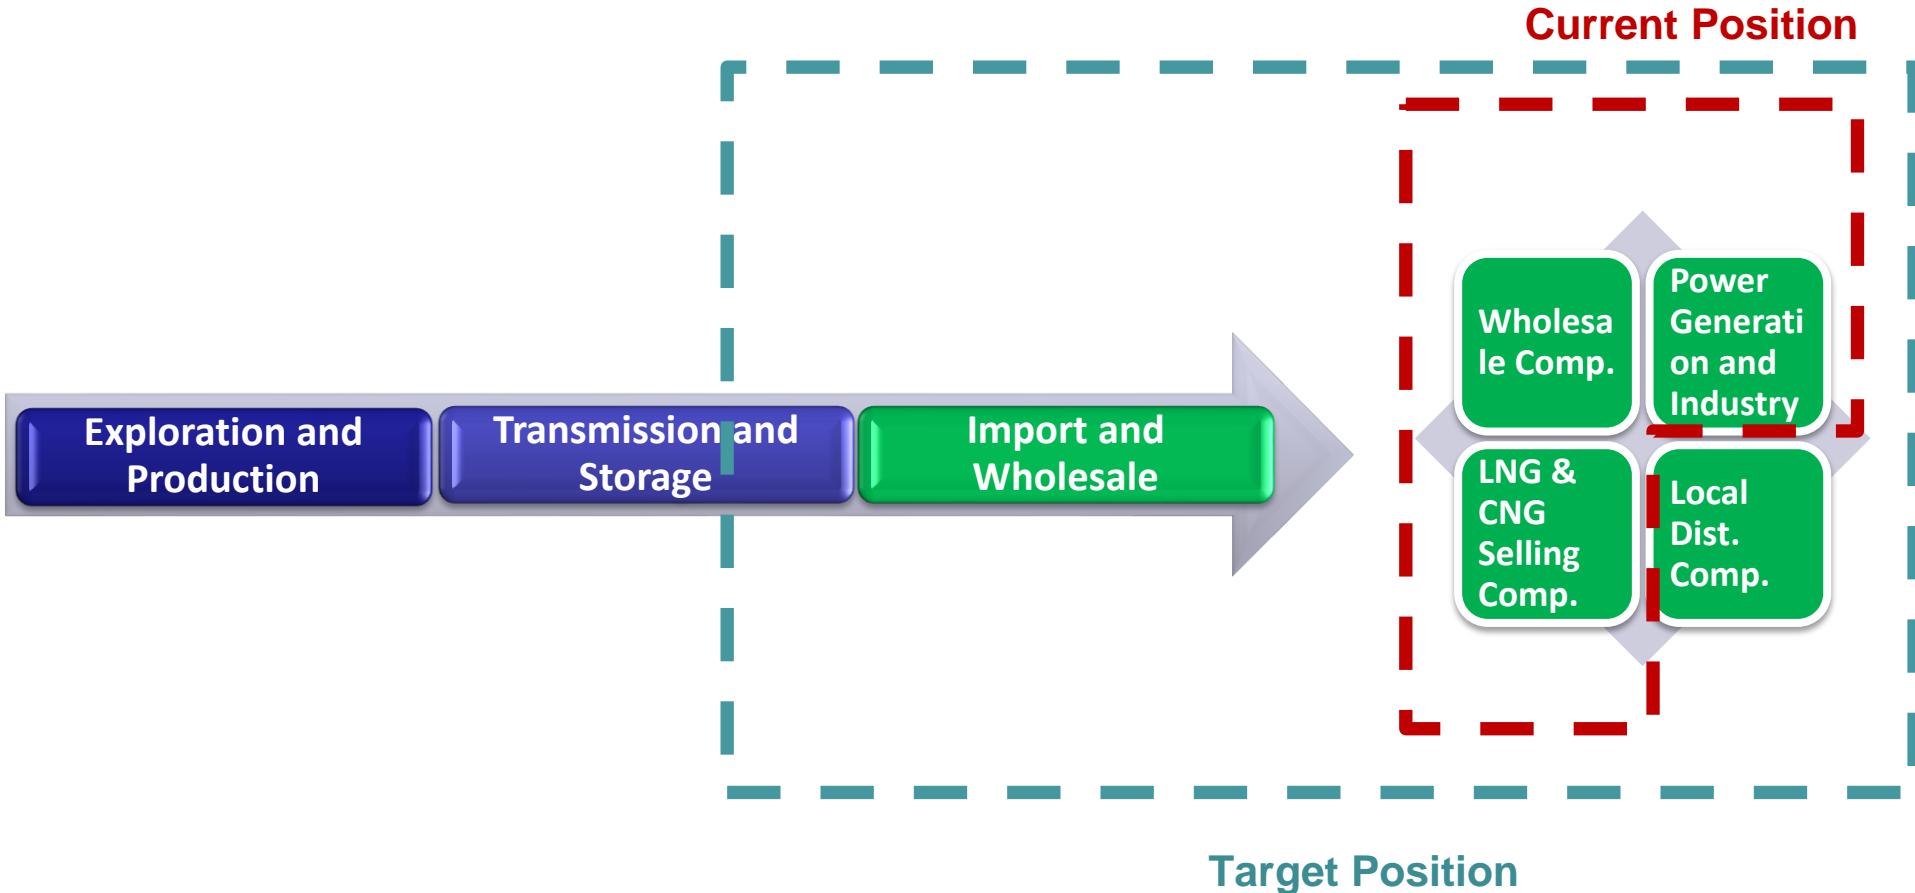 Current Position
Wholesa
le Comp.
Power
Generati
on and
Industry
Exploration and
Production
Transmission and
Storage
Import and
Wholesale
LNG &
CNG
Selling
Comp.
Local
Dist.
Comp.
Target Position